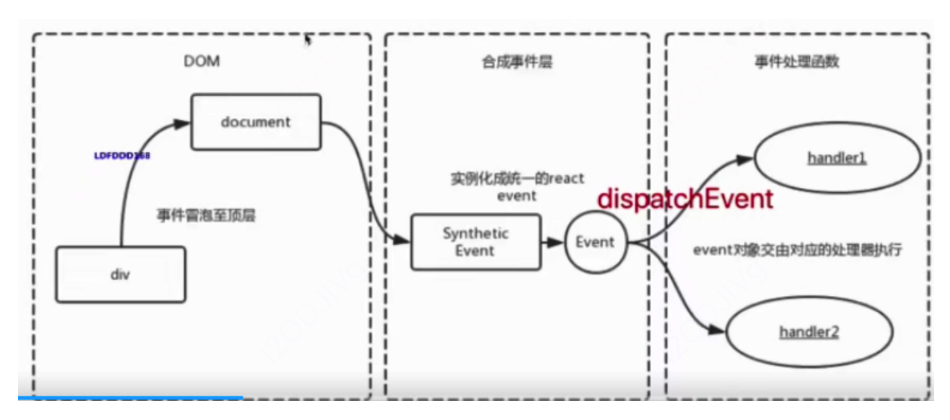 DOM
合成事件层
事件处理函数
document
LDFDOD168
事件冒泡至顶层
div
实例化成统一的react
event
Synthetic
Event
Event
dispatchEvent
handler1
event对象交由对应的处理器执行
handler2